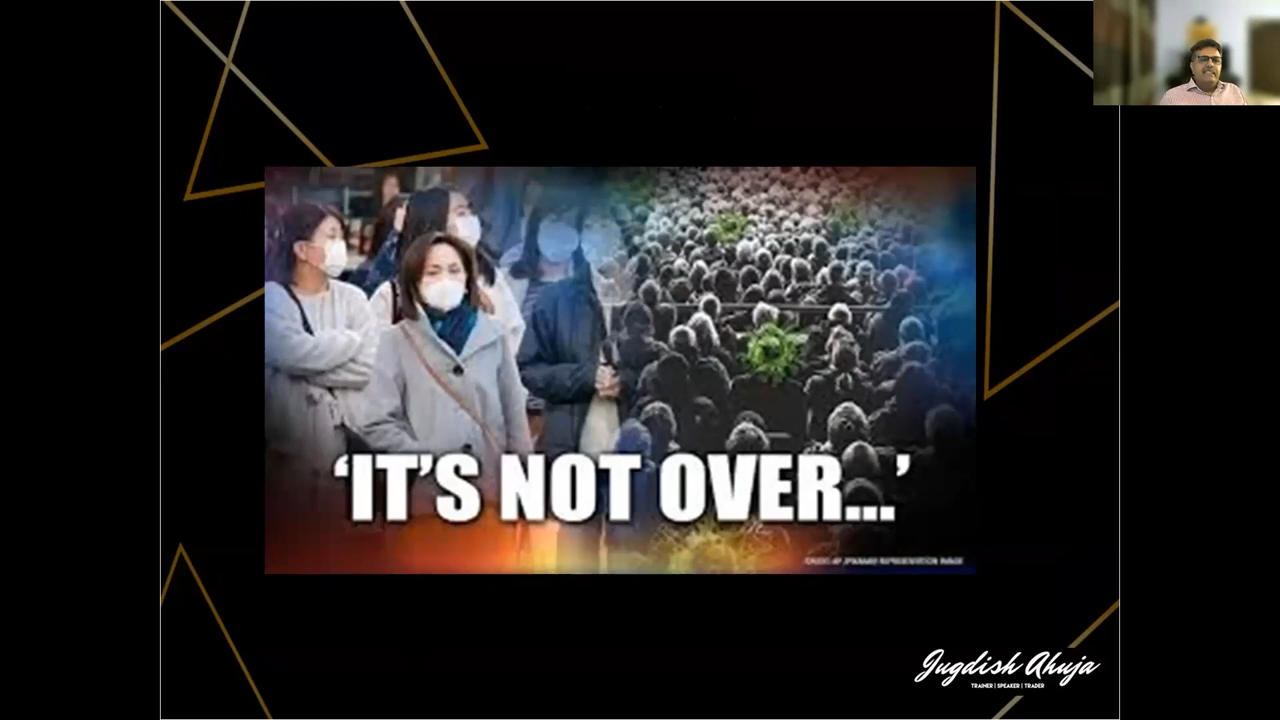 ‘IT’S NOT OVER...’
Jugdish Ahuja
TRAINER | SPEAKER | TRADER